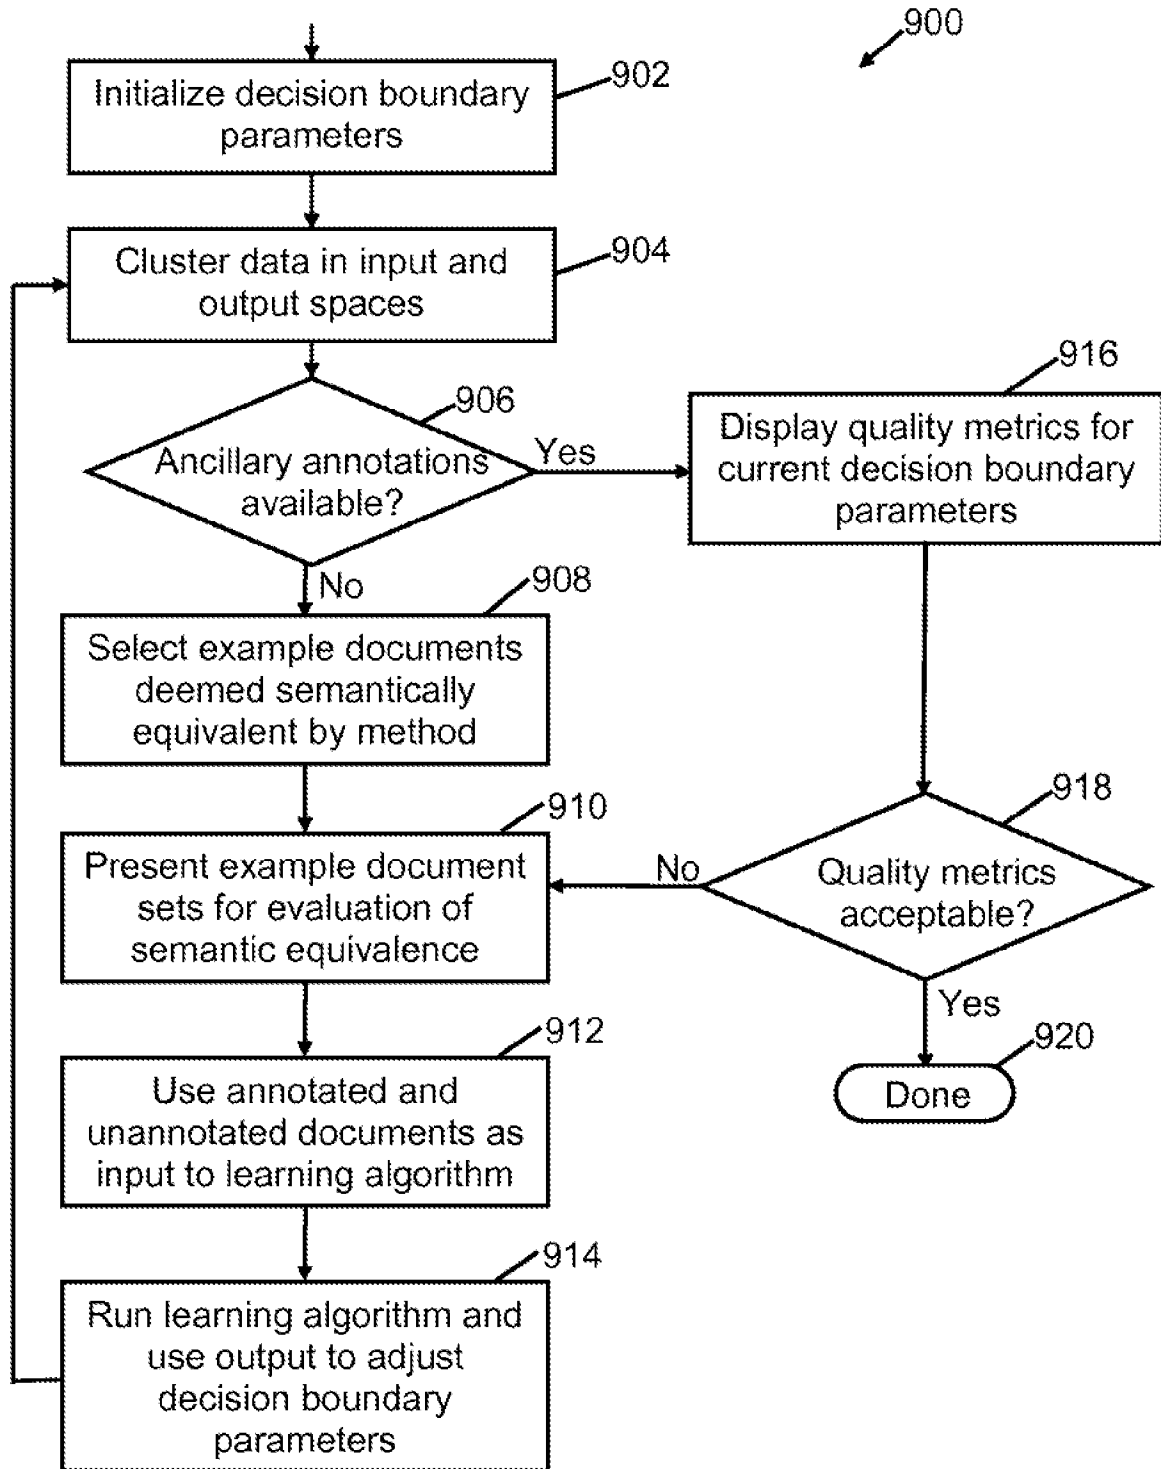 900
Initialize decision boundary
parameters
902
Cluster data in input and
output spaces
904
906
Ancillary annotations
available?
Yes
No
916
Display quality metrics for
current decision boundary
parameters
908
Select example documents
deemed semantically
equivalent by method
910
Present example document
sets for evaluation of
semantic equivalence
918
Quality metrics
acceptable?
No
Yes
912
Use annotated and
unannotated documents as
input to learning algorithm
920
Done
914
Run learning algorithm and
use output to adjust
decision boundary
parameters